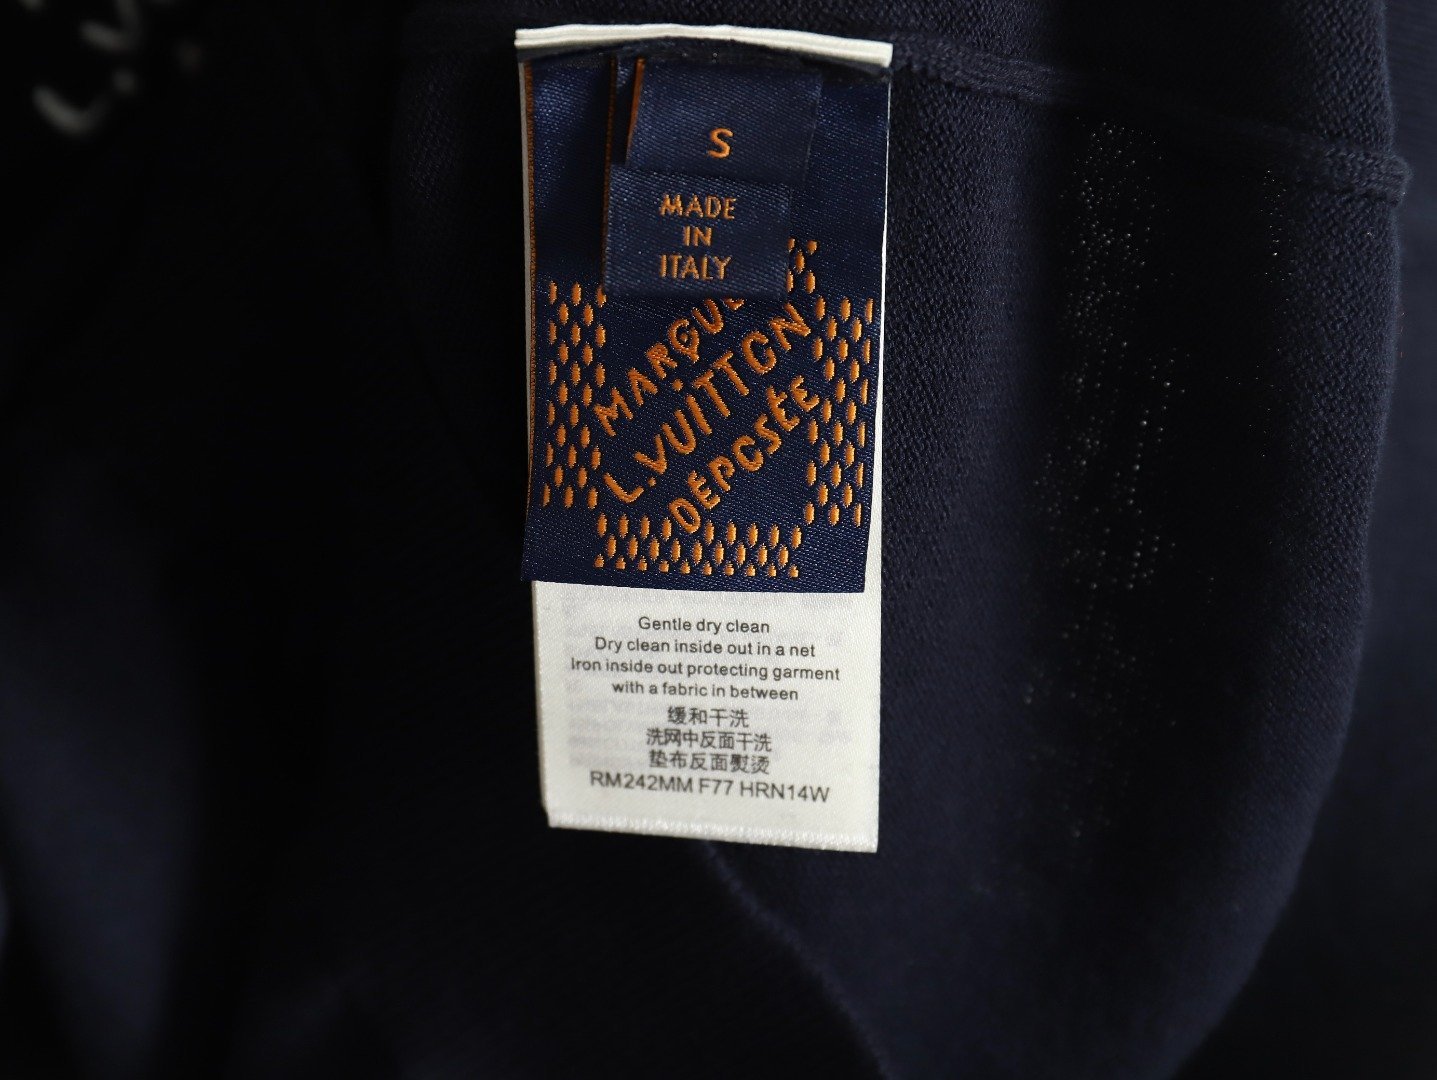 S
MADE
IN
ITALY
MARQUE
L.VUITTON
DÉPOSÉE
Gentle dry clean
Dry clean inside out in a net
Iron inside out protecting garment
with a fabric in between
缓和干洗
洗网中反面干洗
垫布反面熨烫
RM242MM F77 HRN14W